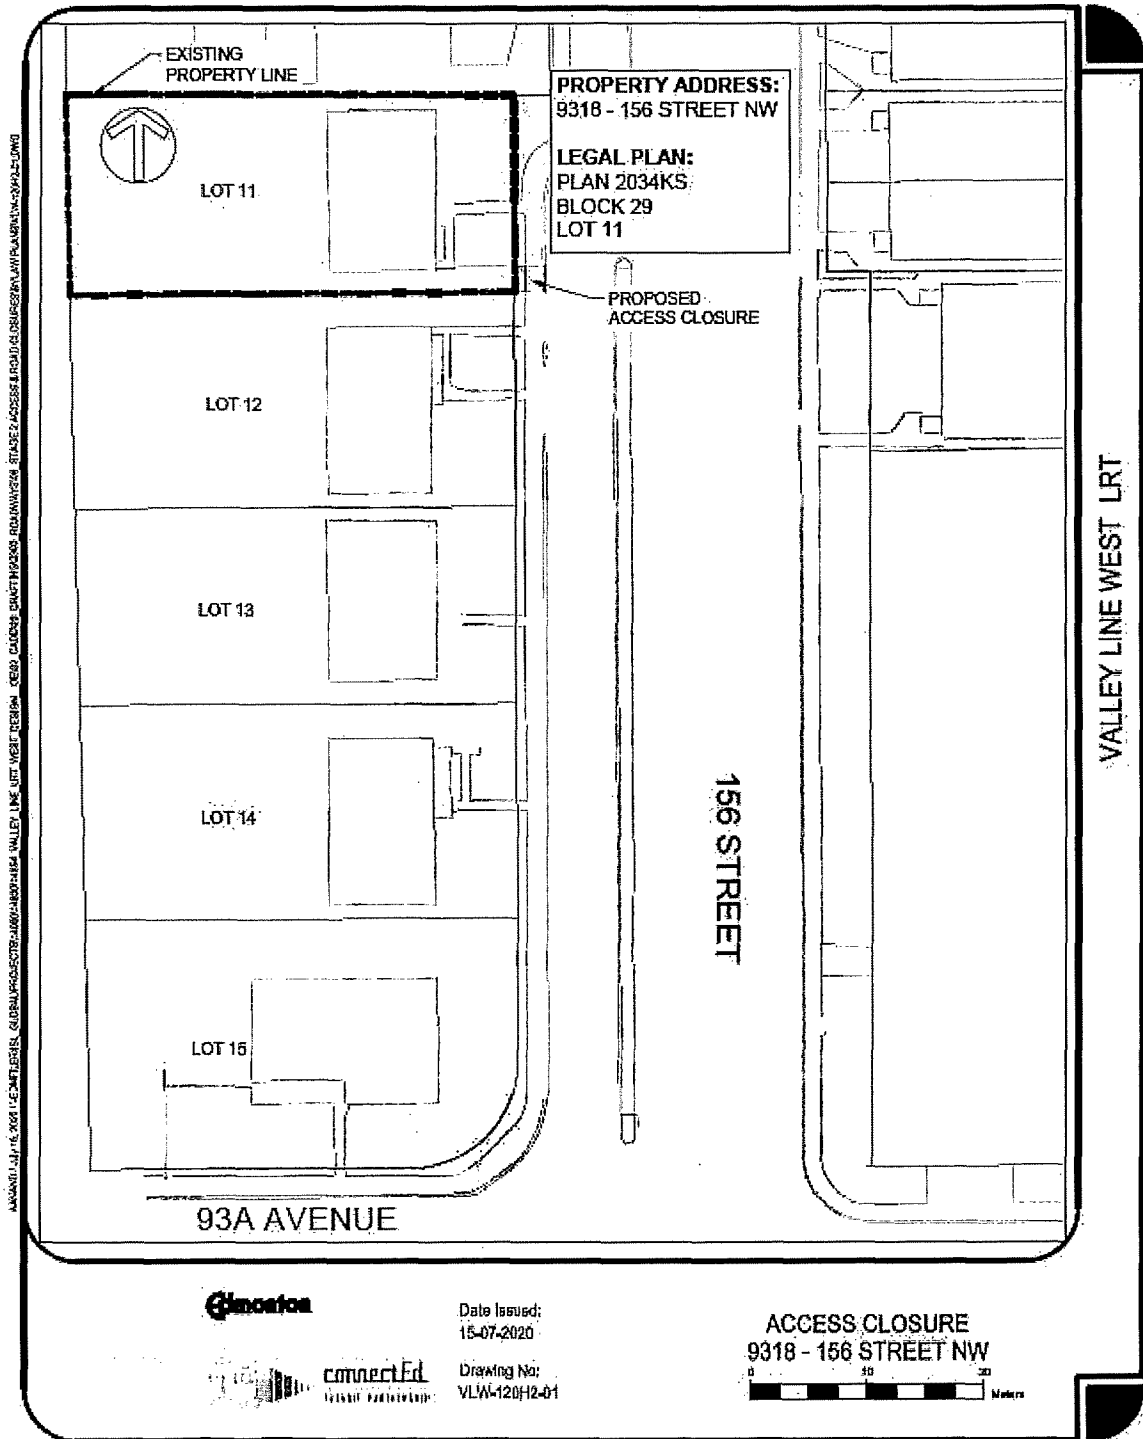 EXISTING
PROPERTY LINE
PROPERTY ADDRESS:
9318 - 156 STREET NW
LEGAL PLAN:
PLAN 2034KS
BLOCK 29
LOT 11
LOT 11
PROPOSED
ACCESS CLOSURE
LOT 12
LOT 13
LOT 14
LOT 15
156 STREET
93A AVENUE
VALLEY LINE WEST LRT
Edmonton
connectEd
Date Issued:
15-07-2020
Drawing No:
VLW-120H2-01
ACCESS CLOSURE
9318 - 156 STREET NW
0 10 20
Meters